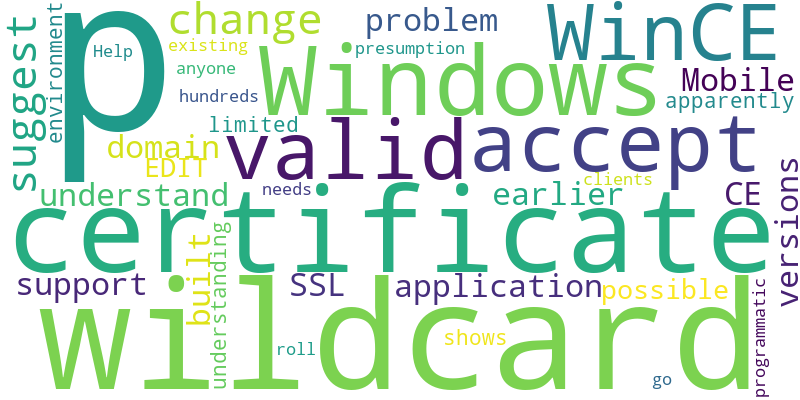 p
change
problem
WinCE
suggest
environment
Help
existing
presumption
anyone
Windows
Mobile
hundreds
apparently
limited
valid
accept
domain
EDIT
understand
needs
clients
earlier
CE
versions
certificate
built
understanding
support
SSL
application
possible
wildcard
programmatic
shows
roll
go